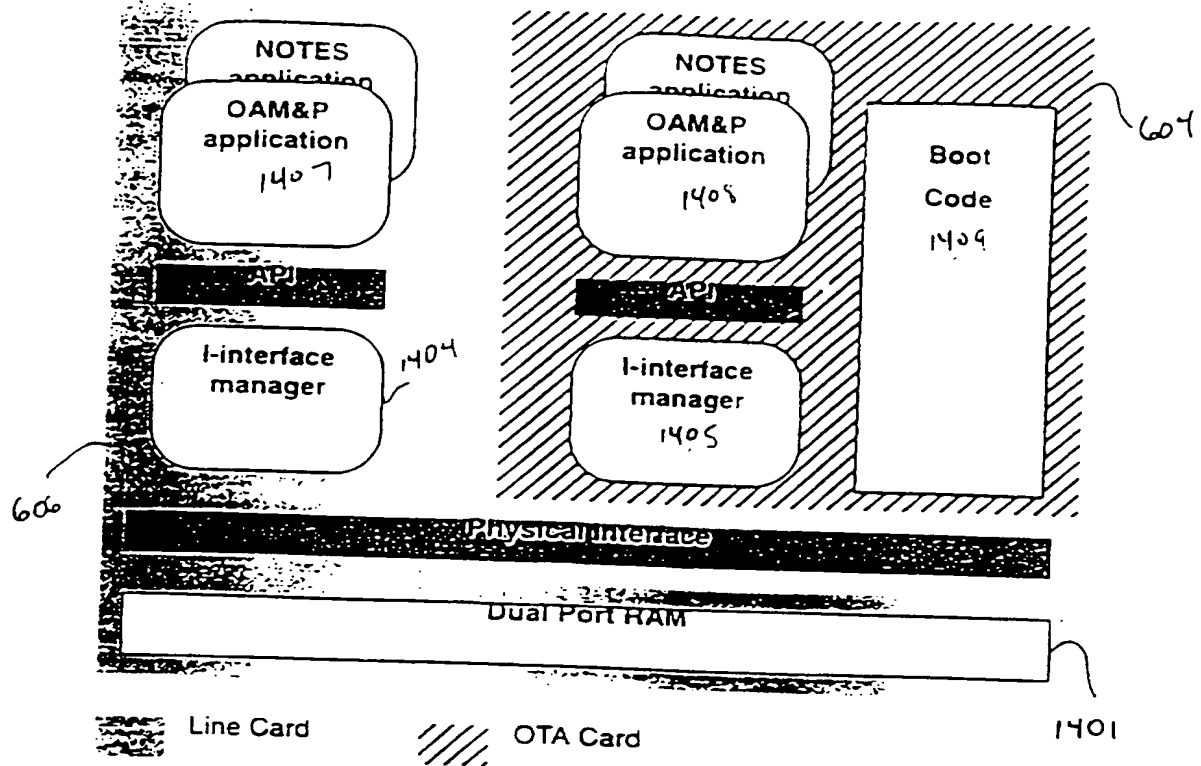 NOTES
application
OAM&P
application
1407
API
I-interface
manager
1404
606
NOTES
application
OAM&P
application
1408
API
I-interface
manager
1405
Boot
Code
1409
604
Physical Interface
Dual Port RAM
1401
Line Card
OTA Card